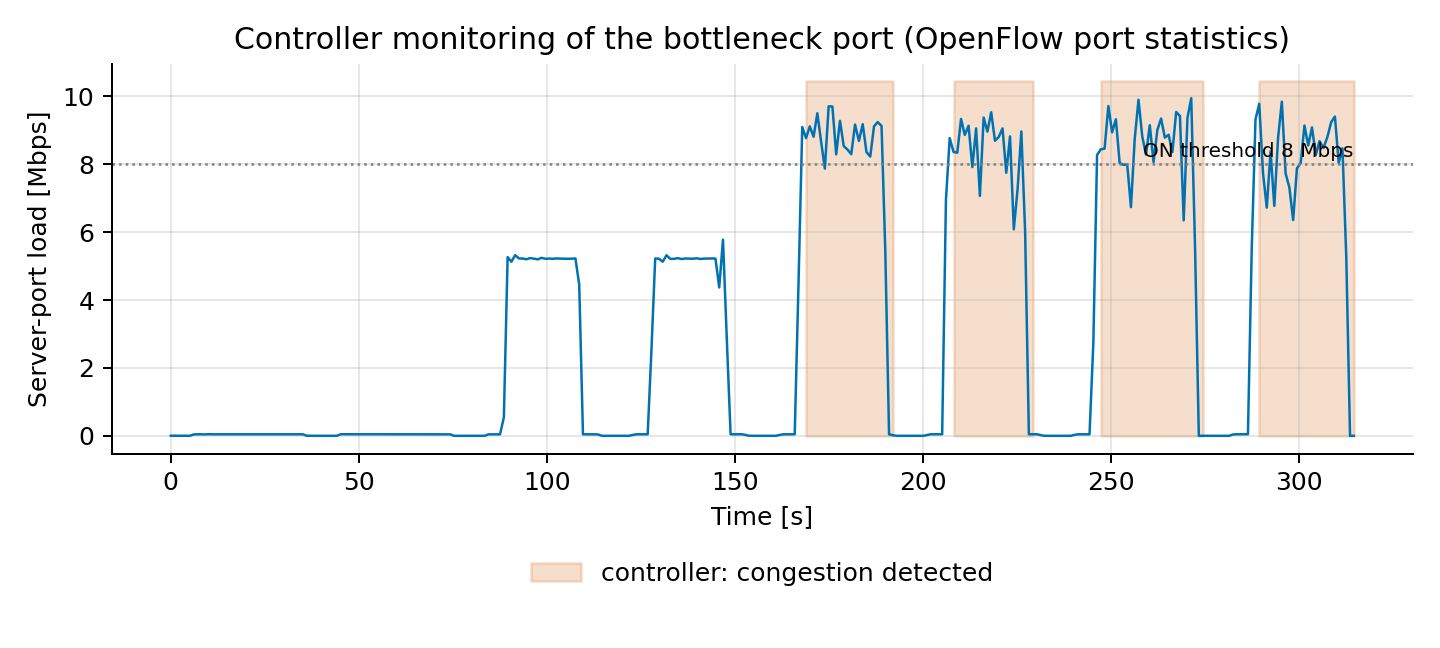 Controller monitoring of the bottleneck port (OpenFlow port statistics)
Server-port load [Mbps]
10
8
6
4
2
0
ON threshold 8 Mbps
0 50 100 150 200 250 300
Time [s]
controller: congestion detected